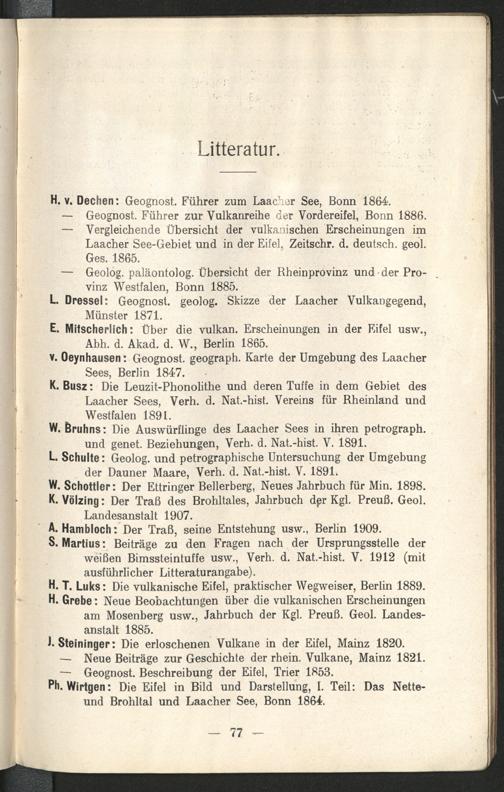 Litteratur.
H. v. Dechen: Geognost. Führer zum Laacher See, Bonn 1864.
— Geognost. Führer zur Vulkanreihe der Vordereifel, Bonn 1886.
— Vergleichende Übersicht der vulkanischen Erscheinungen im
Laacher See-Gebiet und in der Eifel, Zeitschr. d. deutsch. geol.
Ges. 1865.
— Geolog. paläontolog. Übersicht der Rheinprovinz und der Pro-
vinz Westfalen, Bonn 1885.
L. Dressel: Geognost. geolog. Skizze der Laacher Vulkangegend,
Münster 1871.
E. Mitscherlich: Über die vulkan. Erscheinungen in der Eifel usw.,
Abh. d. Akad. d. W., Berlin 1865.
v. Oeynhausen: Geognost. geograph. Karte der Umgebung des Laacher
Sees, Berlin 1847.
K. Busz: Die Leuzit-Phonolithe und deren Tuffe in dem Gebiet des
Laacher Sees, Verh. d. Nat.-hist. Vereins für Rheinland und
Westfalen 1891.
W. Bruhns: Die Auswürflinge des Laacher Sees in ihren petrograph.
und genet. Beziehungen, Verh. d. Nat.-hist. V. 1891.
L. Schulte: Geolog. und petrographische Untersuchung der Umgebung
der Dauner Maare, Verh. d. Nat.-hist. V. 1891.
W. Schottler: Der Ettringer Bellerberg, Neues Jahrbuch für Min. 1898.
K. Völzing: Der Traß des Brohltales, Jahrbuch der Kgl. Preuß. Geol.
Landesanstalt 1907.
A. Hambloch: Der Traß, seine Entstehung usw., Berlin 1909.
S. Martius: Beiträge zu den Fragen nach der Ursprungsstelle der
weißen Bimssteintuffe usw., Verh. d. Nat.-hist. V. 1912 (mit
ausführlicher Litteraturangabe).
H. T. Luks: Die vulkanische Eifel, praktischer Wegweiser, Berlin 1889.
H. Grebe: Neue Beobachtungen über die vulkanischen Erscheinungen
am Mosenberg usw., Jahrbuch der Kgl. Preuß. Geol. Landes-
anstalt 1885.
J. Steininger: Die erloschenen Vulkane in der Eifel, Mainz 1820.
— Neue Beiträge zur Geschichte der rhein. Vulkane, Mainz 1821.
— Geognost. Beschreibung der Eifel, Trier 1853.
Ph. Wirtgen: Die Eifel in Bild und Darstellung, I. Teil: Das Nette-
und Brohltal und Laacher See, Bonn 1864.
— 77 —